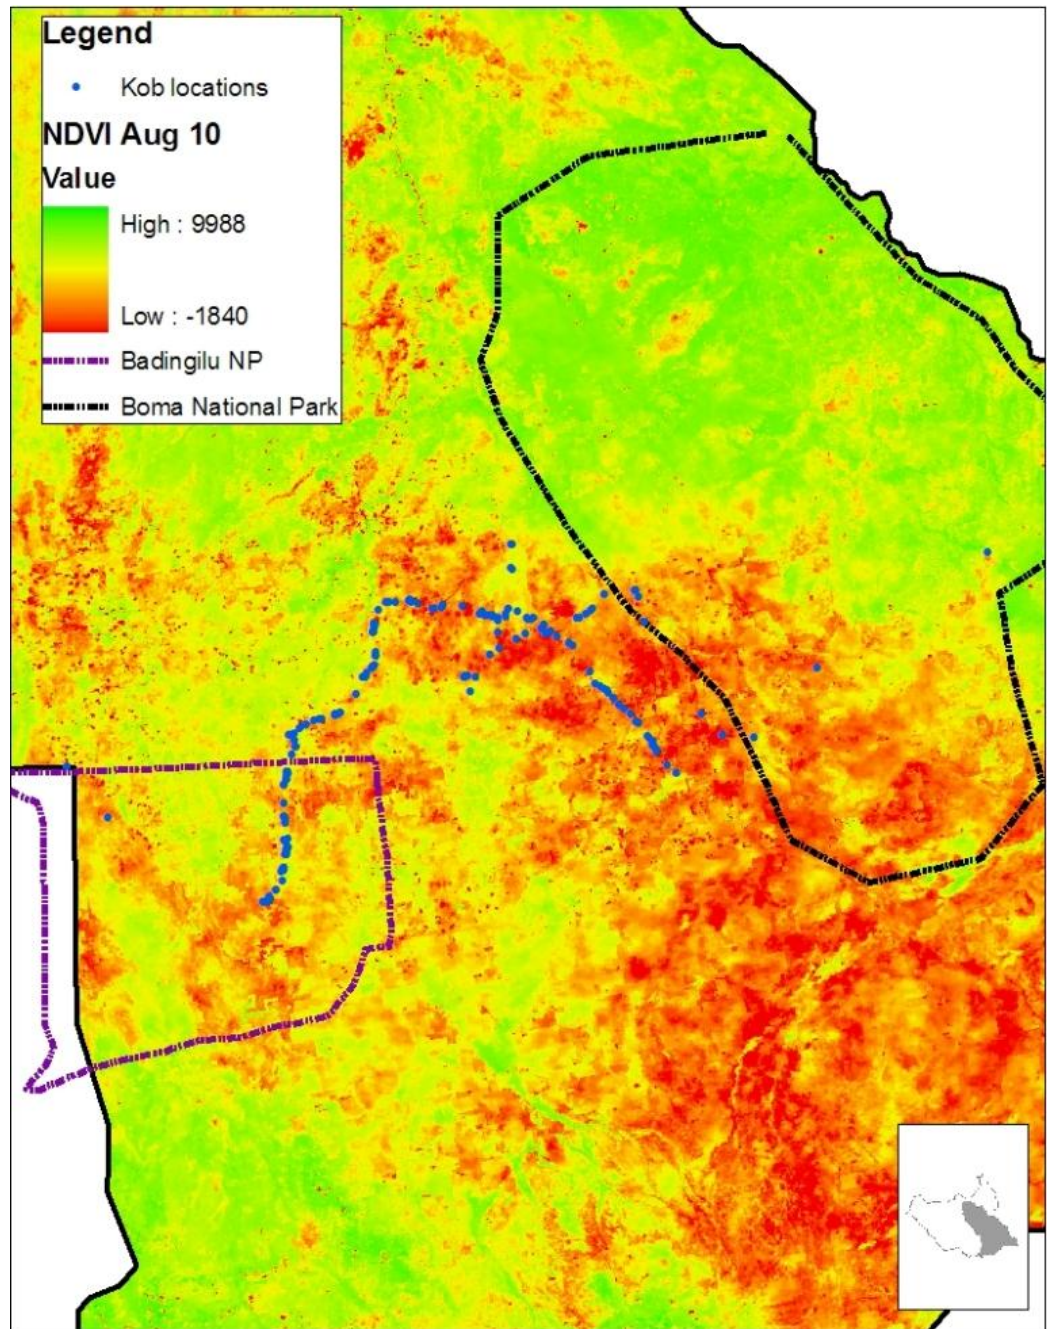 Legend
Kob locations
NDVI Aug 10
Value
High : 9988
Low : -1840
Badingilu NP
Boma National Park